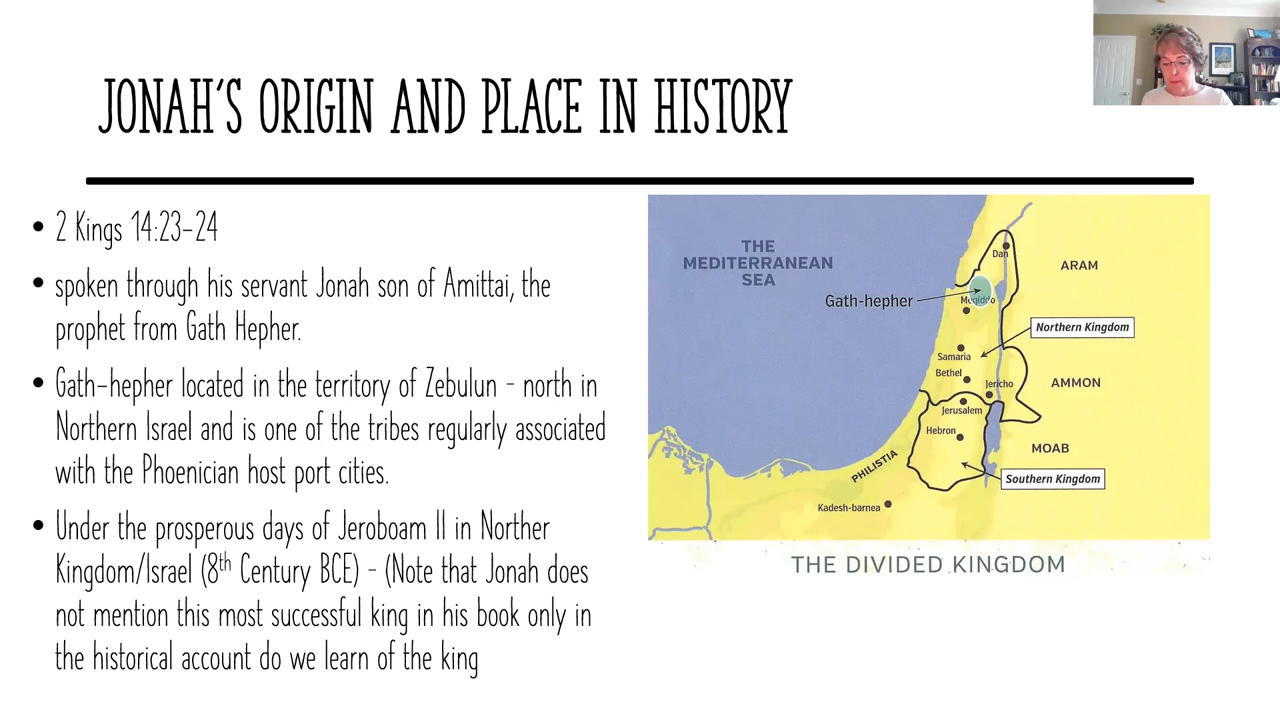 JONAH'S ORIGIN AND PLACE IN HISTORY
• 2 Kings 14:23-24
• spoken through his servant Jonah son of Amittai, the
prophet from Gath Hepher.
• Gath-hepher located in the territory of Zebulun - north in
Northern Israel and is one of the tribes regularly associated
with the Phoenician host port cities.
• Under the prosperous days of Jeroboam II in Norther
Kingdom/Israel (8th Century BCE) - (Note that Jonah does
not mention this most successful king in his book only in
the historical account do we learn of the king
THE
MEDITERRANEAN
SEA
Dan
ARAM
Gath-hepher
Megiddo
Northern Kingdom
Samaria
Bethel
Jericho
AMMON
Jerusalem
Hebron
MOAB
PHILISTIA
Southern Kingdom
Kadesh-barnea
THE DIVIDED KINGDOM